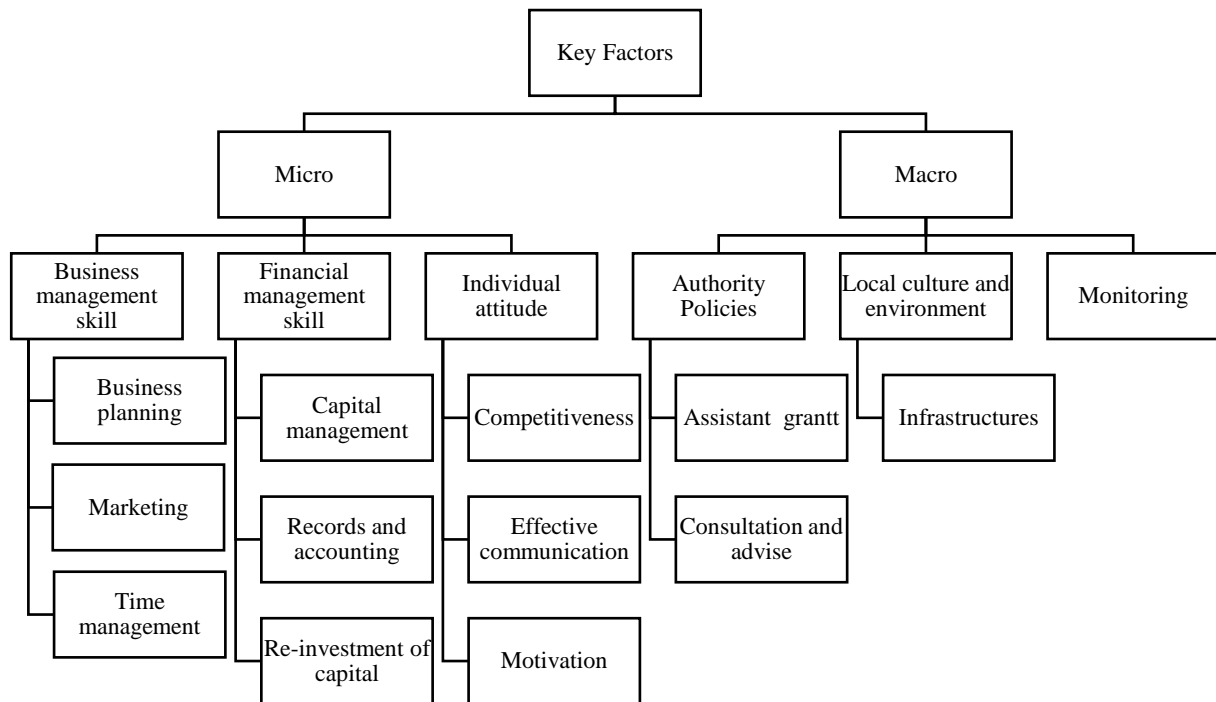 Key Factors
Micro
Macro
Business
management
skill
Financial
management
skill
Individual
attitude
Authority
Policies
Local culture and
environment
Monitoring
Business
planning
Marketing
Time
management
Capital
management
Records and
accounting
Re-investment of
capital
Competitiveness
Effective
communication
Motivation
Assistant grantt
Consultation and
advise
Infrastructures